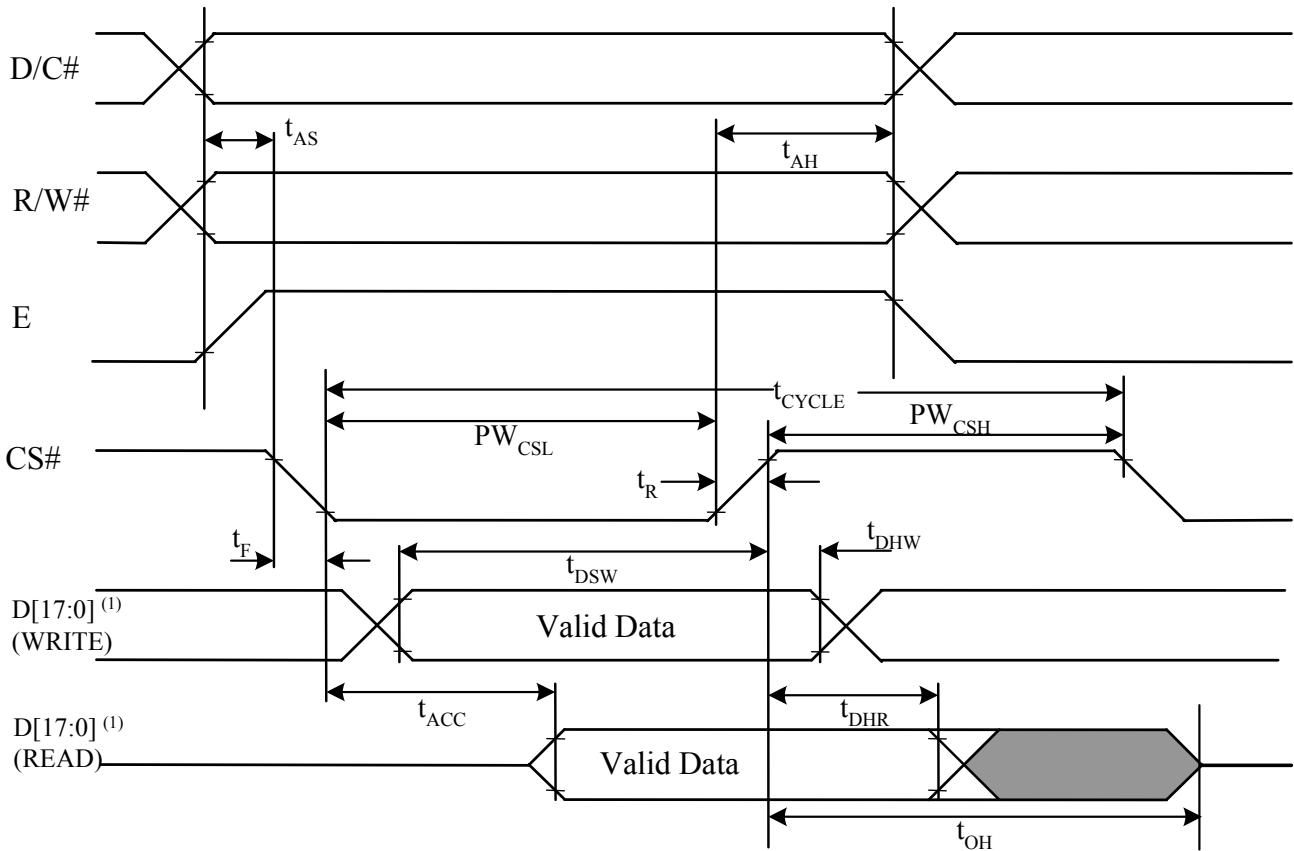 D/C#
t_AS
t_AH
R/W#
E
t_CYCLE
PW_CSL
PW_CSH
CS#
t_R
t_F
t_DSW
t_DHW
D[17:0] (1)
(WRITE)
Valid Data
t_ACC
t_DHR
D[17:0] (1)
(READ)
Valid Data
t_OH